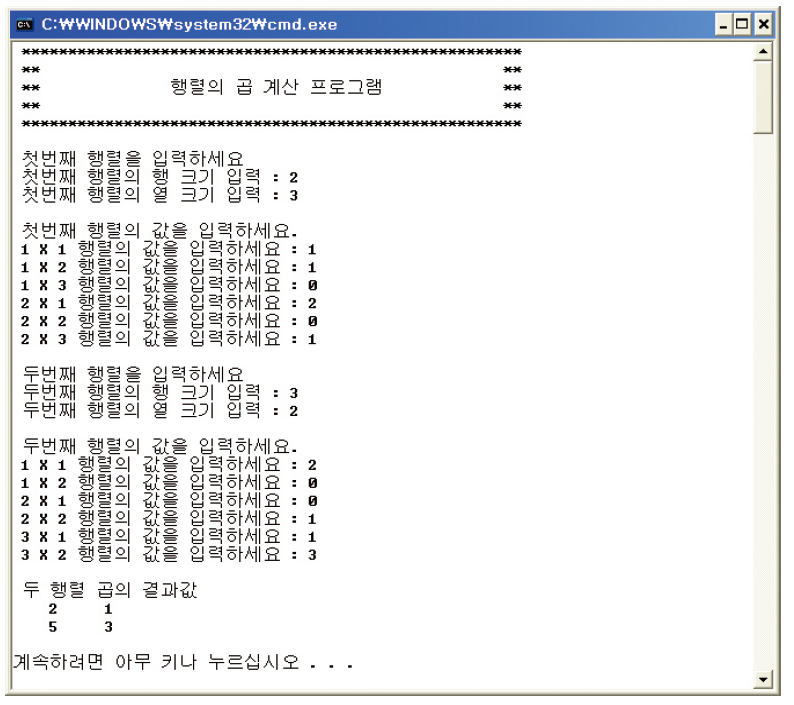 C:₩WINDOWS₩system32₩cmd.exe
******************************************************
** **
** 행렬의 곱 계산 프로그램 **
** **
******************************************************
첫번째 행렬을 입력하세요
첫번째 행렬의 행 크기 입력 : 2
첫번째 행렬의 열 크기 입력 : 3
첫번째 행렬의 값을 입력하세요.
1 X 1 행렬의 값을 입력하세요 : 1
1 X 2 행렬의 값을 입력하세요 : 1
1 X 3 행렬의 값을 입력하세요 : 0
2 X 1 행렬의 값을 입력하세요 : 2
2 X 2 행렬의 값을 입력하세요 : 0
2 X 3 행렬의 값을 입력하세요 : 1
두번째 행렬을 입력하세요
두번째 행렬의 행 크기 입력 : 3
두번째 행렬의 열 크기 입력 : 2
두번째 행렬의 값을 입력하세요.
1 X 1 행렬의 값을 입력하세요 : 2
1 X 2 행렬의 값을 입력하세요 : 0
2 X 1 행렬의 값을 입력하세요 : 0
2 X 2 행렬의 값을 입력하세요 : 1
3 X 1 행렬의 값을 입력하세요 : 1
3 X 2 행렬의 값을 입력하세요 : 3
두 행렬 곱의 결과값
2 1
5 3
계속하려면 아무 키나 누르십시오 . . .